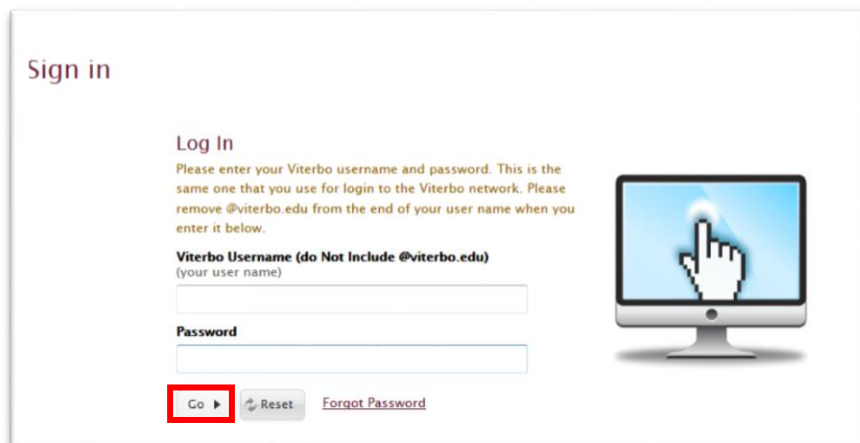 Sign in
Log In
Please enter your Viterbo username and password. This is the
same one that you use for login to the Viterbo network. Please
remove @viterbo.edu from the end of your user name when you
enter it below.
Viterbo Username (do Not Include @viterbo.edu)
(your user name)
Password
Go Reset Forgot Password